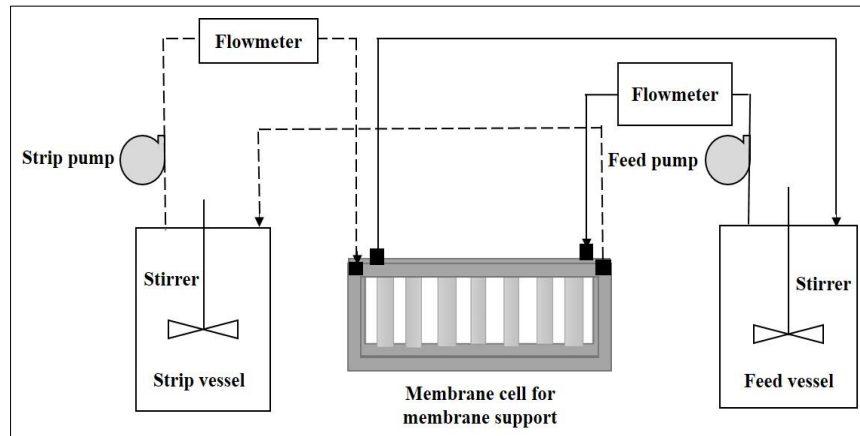 Flowmeter
Flowmeter
Strip pump
Feed pump
Stirrer
Stirrer
Strip vessel
Membrane cell for
membrane support
Feed vessel